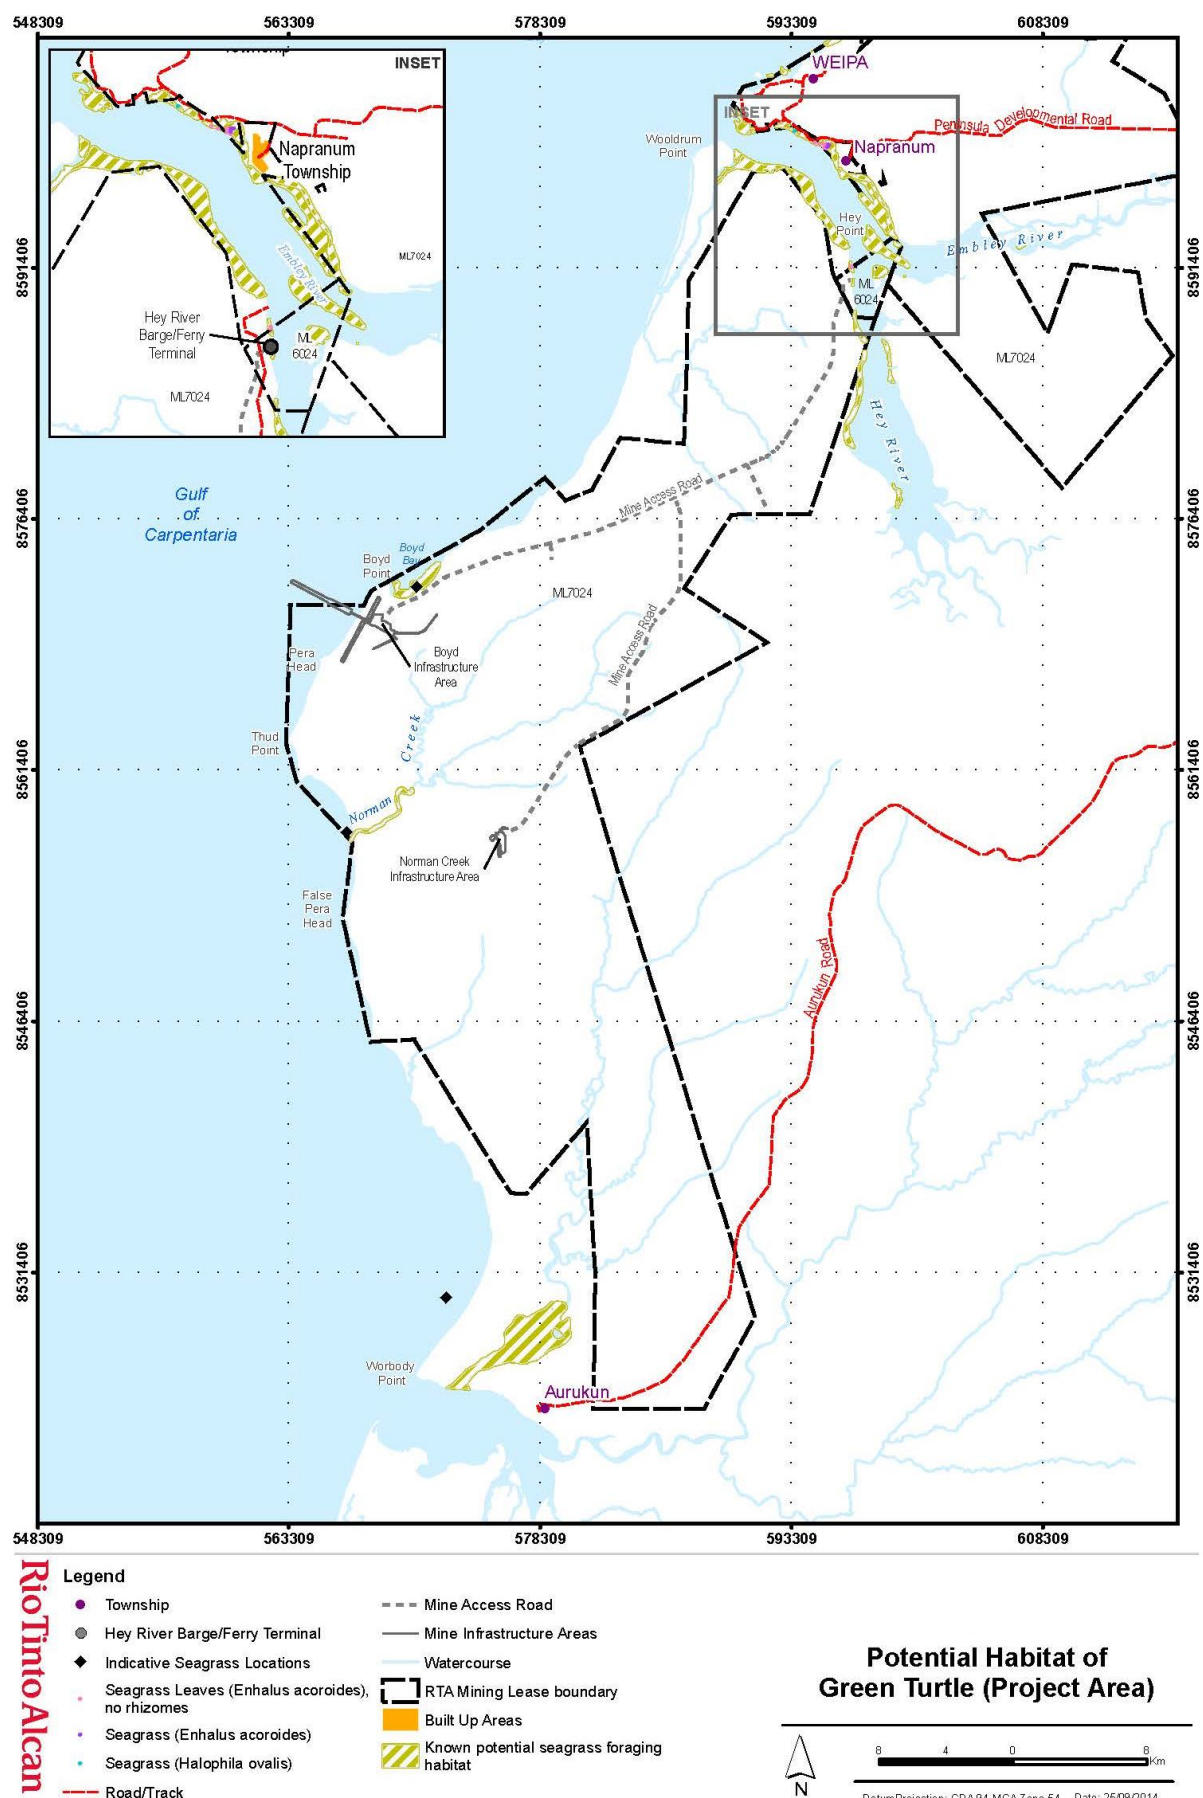 548309 563309 578309 593309 608309
INSET
Napranum
Township
ML7024
Embley River
Hey River
Barge/Ferry
Terminal
ML
6024
ML7024
WEIPA
INSET
Peninsula Developmental Road
Wooldrum
Point
Napranum
Hey
Point
Embley River
ML
6024
ML7024
Hey River
8591406
8591406
Gulf
of
Carpentaria
Mine Access Road
8576406
8576406
Boyd
Bay
Boyd
Point
ML7024
Mine Access Road
Pera
Head
Boyd
Infrastructure
Area
Thud
Point
Creek
8561406
8561406
Norman
Norman Creek
Infrastructure Area
False
Pera
Head
Aurukun Road
8546406
8546406
8531406
8531406
Worbody
Point
Aurukun
548309 563309 578309 593309 608309
RioTintoAlcan
Legend
Township
Hey River Barge/Ferry Terminal
Indicative Seagrass Locations
Seagrass Leaves (Enhalus acoroides),
no rhizomes
Seagrass (Enhalus acoroides)
Seagrass (Halophila ovalis)
Road/Track
Mine Access Road
Mine Infrastructure Areas
Watercourse
RTA Mining Lease boundary
Built Up Areas
Known potential seagrass foraging
habitat
Potential Habitat of
Green Turtle (Project Area)
N
8 4 0 8
Km